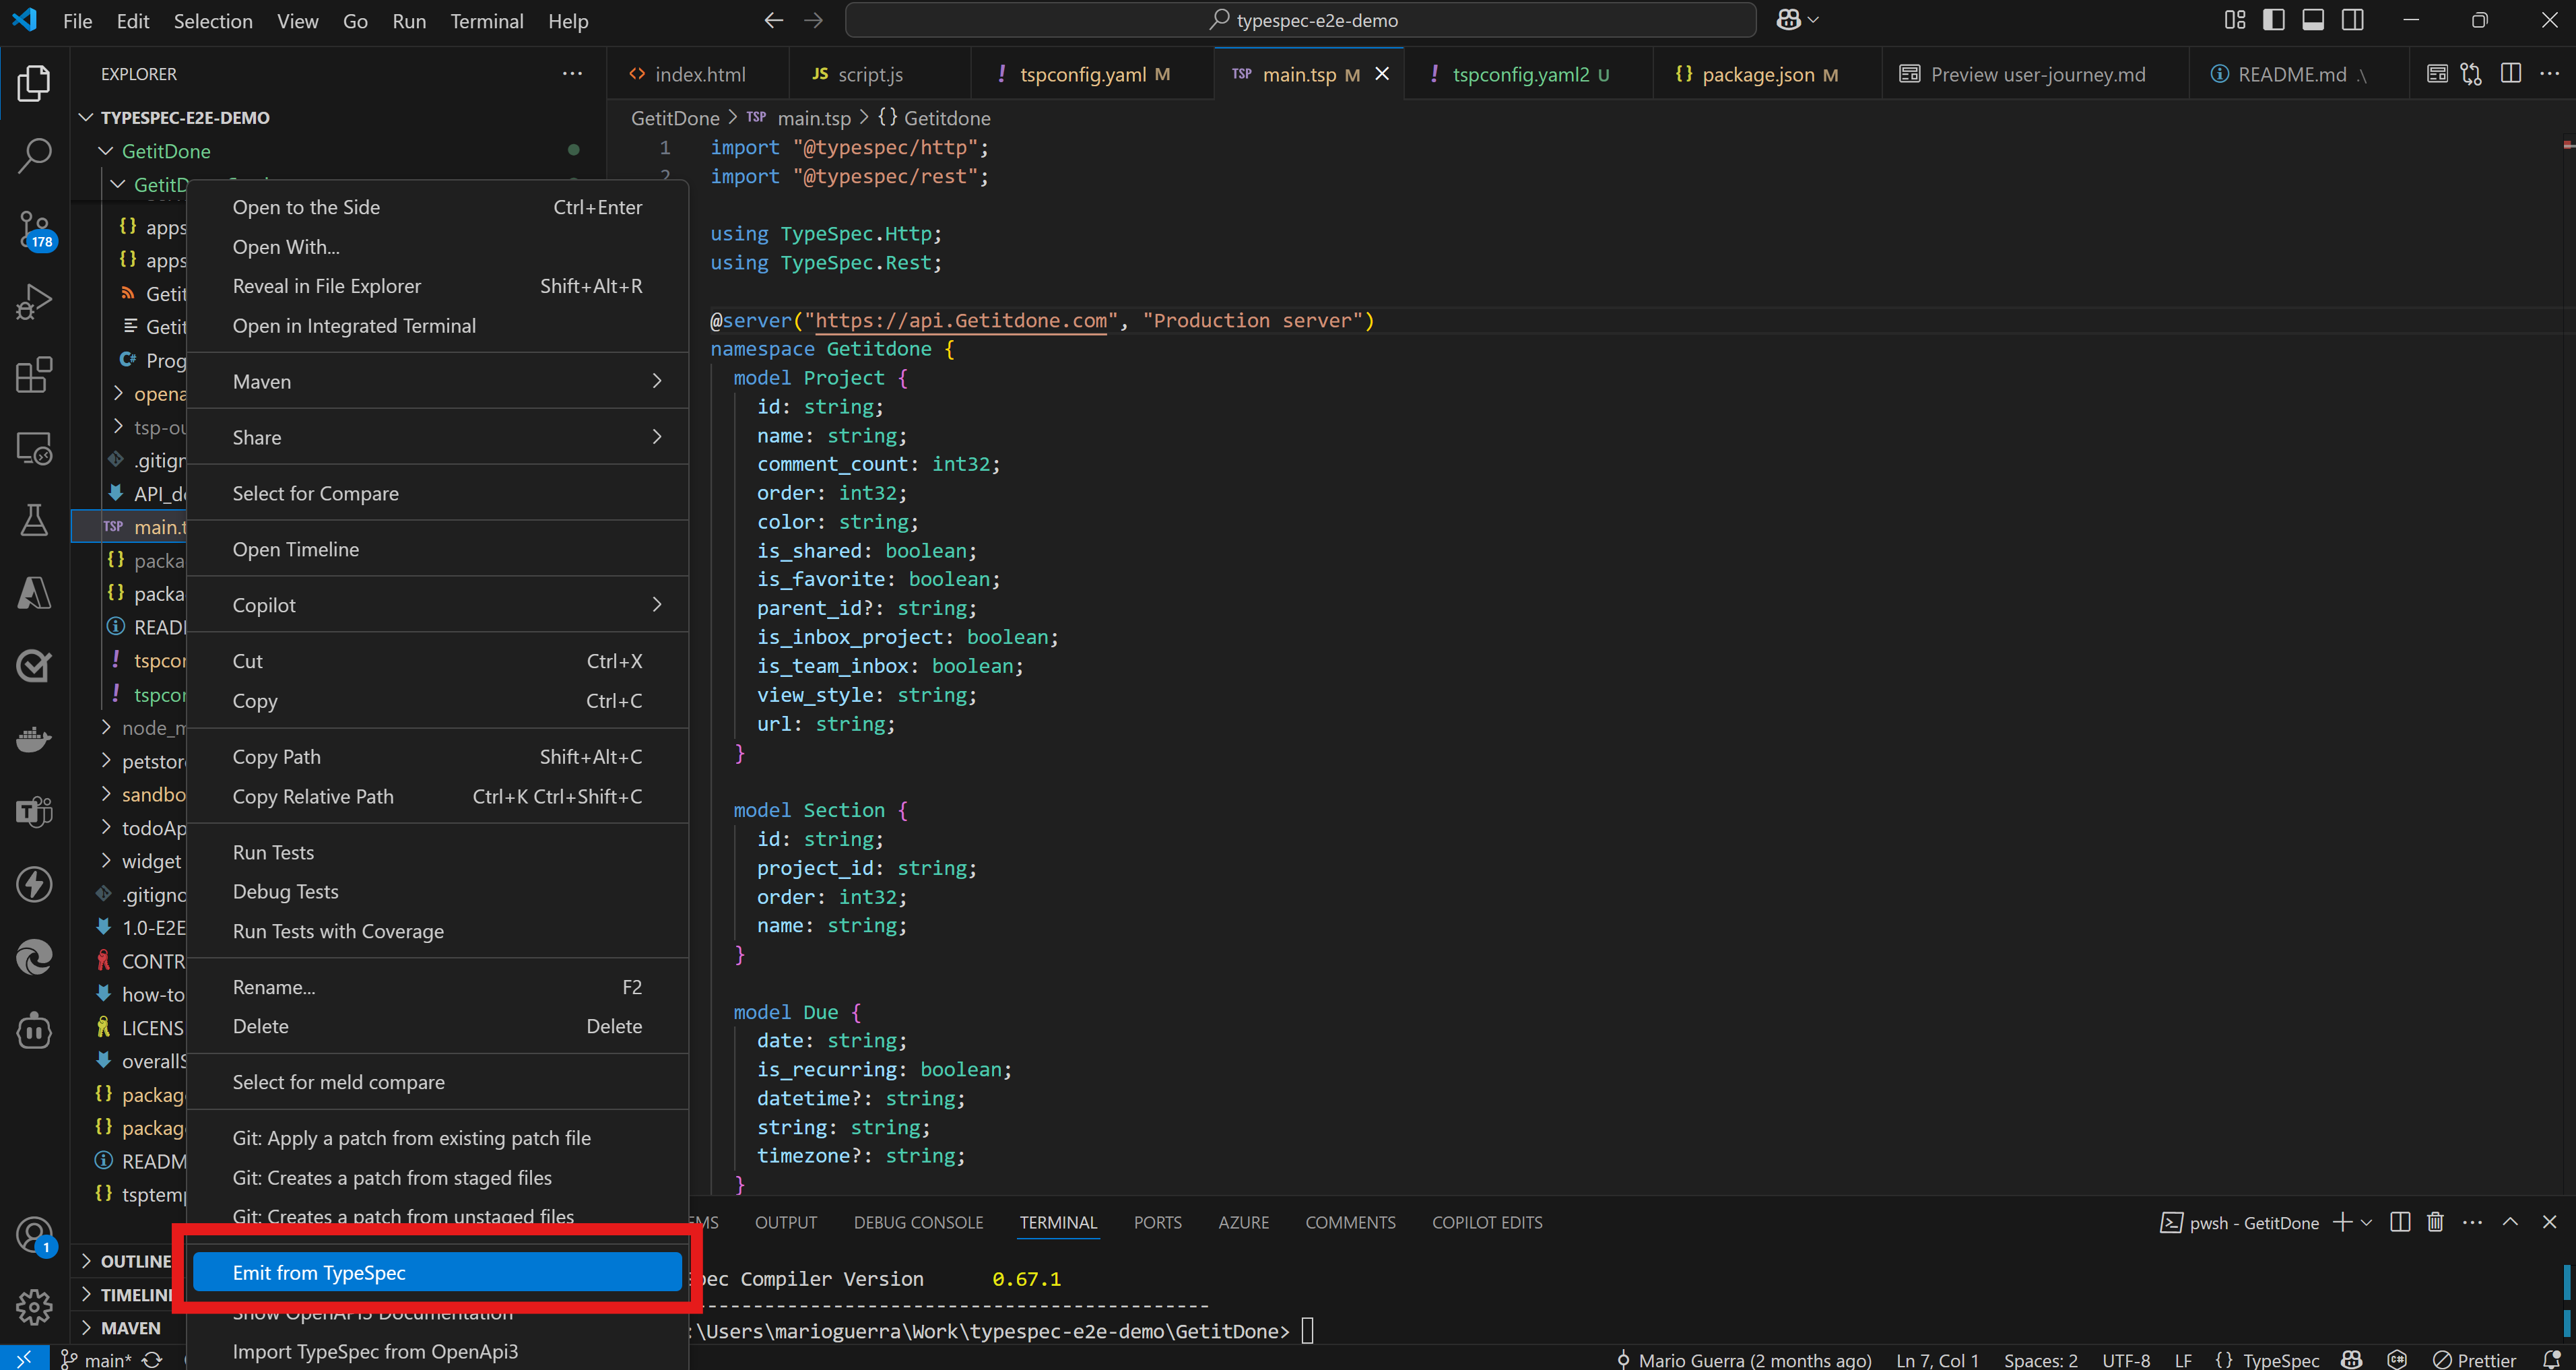 File Edit Selection View Go Run Terminal Help
typespec-e2e-demo
EXPLORER
index.html
JS script.js
! tspconfig.yaml M
TSP main.tsp M
! tspconfig.yaml2 U
{} package.json M
Preview user-journey.md
README.md .\
TYPESPEC-E2E-DEMO
GetitDone
GetitD
apps
apps
Getit
Getit
C# Prog
opena
tsp-ou
.gitign
API_d
TSP main.t
packa
packa
READ
! tspcon
! tspcon
node_m
petstor
sandbo
todoAp
widget
.gitigno
1.0-E2E
CONTR
how-to
LICENS
overallS
packag
packag
READM
tsptemp
OUTLINE
TIMELINE
MAVEN
178
1
Open to the Side Ctrl+Enter
Open With...
Reveal in File Explorer Shift+Alt+R
Open in Integrated Terminal
Maven
Share
Select for Compare
Open Timeline
Copilot
Cut Ctrl+X
Copy Ctrl+C
Copy Path Shift+Alt+C
Copy Relative Path Ctrl+K Ctrl+Shift+C
Run Tests
Debug Tests
Run Tests with Coverage
Rename... F2
Delete Delete
Select for meld compare
Git: Apply a patch from existing patch file
Git: Creates a patch from staged files
Git: Creates a patch from unstaged files
Emit from TypeSpec
Show OpenAPI3 Documentation
Import TypeSpec from OpenApi3
GetitDone > TSP main.tsp > {} Getitdone
1 import "@typespec/http";
2 import "@typespec/rest";
using TypeSpec.Http;
using TypeSpec.Rest;
@server("https://api.Getitdone.com", "Production server")
namespace Getitdone {
model Project {
id: string;
name: string;
comment_count: int32;
order: int32;
color: string;
is_shared: boolean;
is_favorite: boolean;
parent_id?: string;
is_inbox_project: boolean;
is_team_inbox: boolean;
view_style: string;
url: string;
}
model Section {
id: string;
project_id: string;
order: int32;
name: string;
}
model Due {
date: string;
is_recurring: boolean;
datetime?: string;
string: string;
timezone?: string;
}
EMS OUTPUT DEBUG CONSOLE TERMINAL PORTS AZURE COMMENTS COPILOT EDITS
pwsh - GetitDone
pec Compiler Version 0.67.1
--------------------------------------------
:\Users\marioguerra\Work\typespec-e2e-demo\GetitDone>
main*
Mario Guerra (2 months ago) Ln 7, Col 1 Spaces: 2 UTF-8 LF {} TypeSpec Prettier